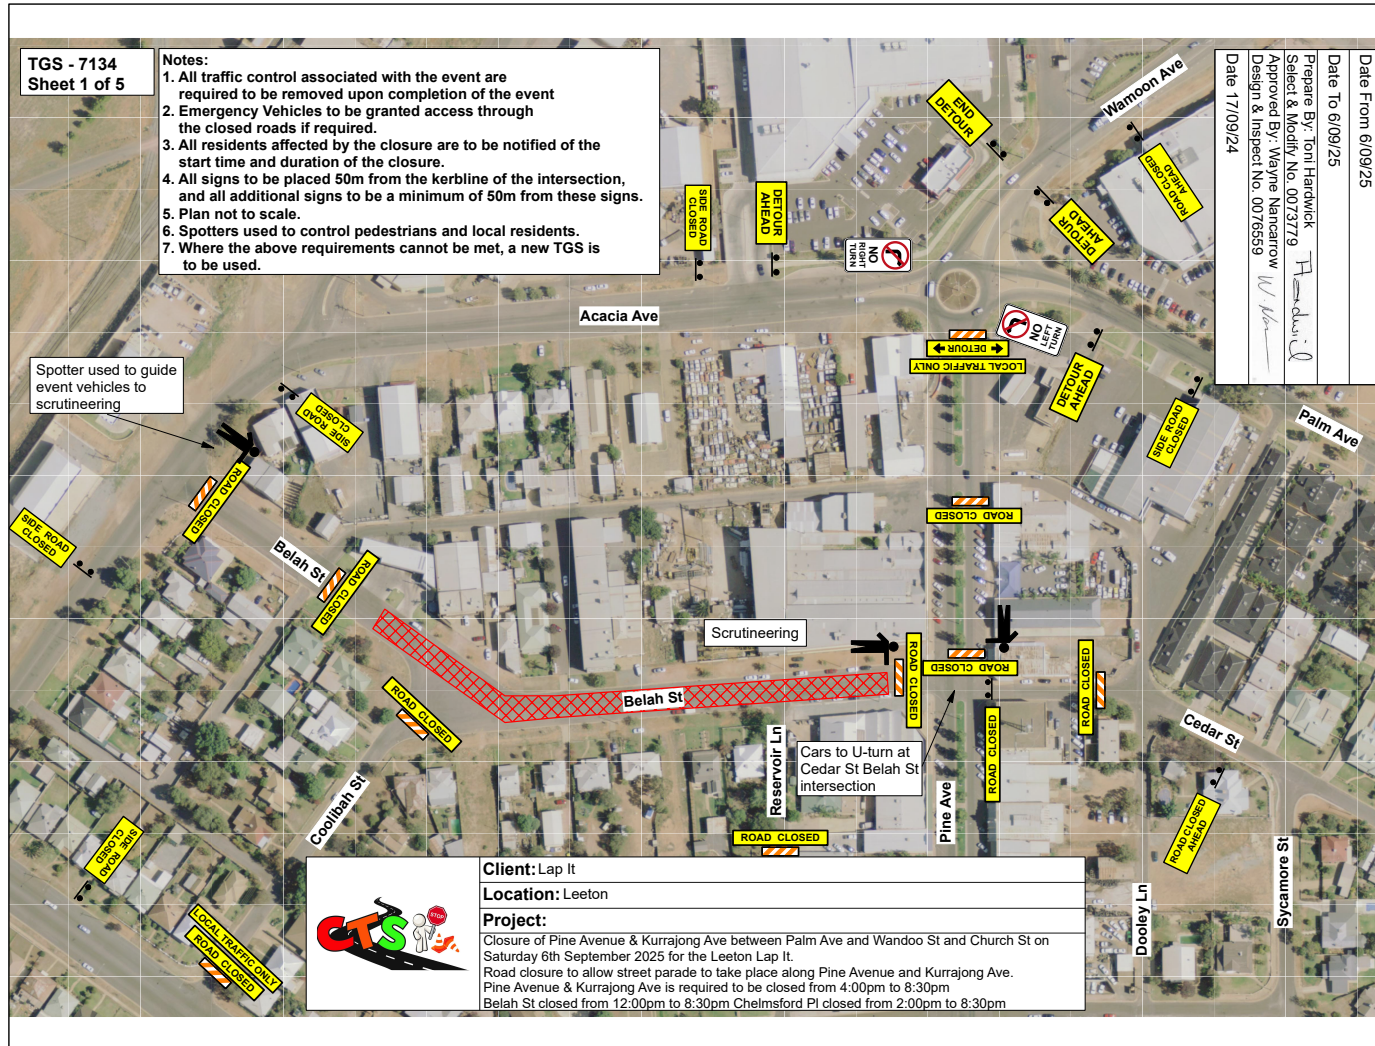 TGS - 7134
Sheet 1 of 5
Notes:
1. All traffic control associated with the event are
required to be removed upon completion of the event
2. Emergency Vehicles to be granted access through
the closed roads if required.
3. All residents affected by the closure are to be notified of the
start time and duration of the closure.
4. All signs to be placed 50m from the kerbline of the intersection,
and all additional signs to be a minimum of 50m from these signs.
5. Plan not to scale.
6. Spotters used to control pedestrians and local residents.
7. Where the above requirements cannot be met, a new TGS is
to be used.
Date From 6/09/25
Date To 6/09/25
Prepare By: Toni Hardwick
Select & Modify No. 0073779
Approved By: Wayne Nancarrow
Design & Inspect No. 0076559
Date 17/09/24
END
DETOUR
Wamoon Ave
ROAD CLOSED
AHEAD
SIDE ROAD
CLOSED
DETOUR
AHEAD
DETOUR
AHEAD
NO
RIGHT
TURN
Acacia Ave
NO
LEFT
TURN
DETOUR
LOCAL TRAFFIC ONLY
DETOUR
AHEAD
SIDE ROAD
CLOSED
Palm Ave
Spotter used to guide
event vehicles to
scrutineering
SIDE ROAD
CLOSED
ROAD CLOSED
SIDE ROAD
CLOSED
ROAD CLOSED
Belah St
ROAD CLOSED
Scrutineering
ROAD CLOSED
ROAD CLOSED
ROAD CLOSED
ROAD CLOSED
Belah St
ROAD CLOSED
Reservoir Ln
Cars to U-turn at
Cedar St Belah St
intersection
Cedar St
Pine Ave
Coolibah St
ROAD CLOSED
ROAD CLOSED
AHEAD
SIDE ROAD
CLOSED
Sycamore St
Dooley Ln
LOCAL TRAFFIC ONLY
ROAD CLOSED
CTS
STOP
Client: Lap It
Location: Leeton
Project:
Closure of Pine Avenue & Kurrajong Ave between Palm Ave and Wandoo St and Church St on
Saturday 6th September 2025 for the Leeton Lap It.
Road closure to allow street parade to take place along Pine Avenue and Kurrajong Ave.
Pine Avenue & Kurrajong Ave is required to be closed from 4:00pm to 8:30pm
Belah St closed from 12:00pm to 8:30pm Chelmsford Pl closed from 2:00pm to 8:30pm